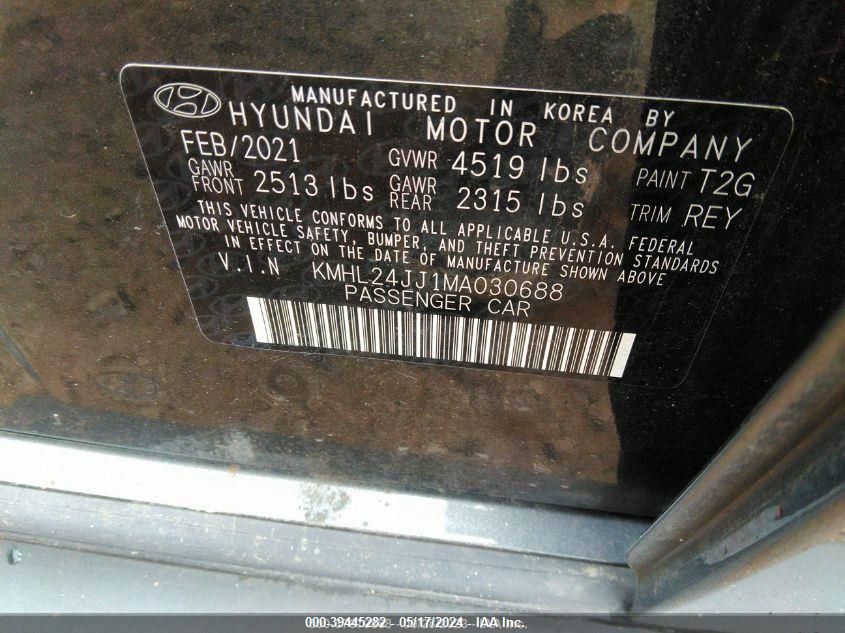 MANUFACTURED IN KOREA BY
HYUNDAI MOTOR COMPANY
FEB/2021 GVWR 4519 lbs PAINT T2G
GAWR FRONT 2513 lbs GAWR REAR 2315 lbs TRIM REY
THIS VEHICLE CONFORMS TO ALL APPLICABLE U.S.A. FEDERAL
MOTOR VEHICLE SAFETY, BUMPER, AND THEFT PREVENTION STANDARDS
IN EFFECT ON THE DATE OF MANUFACTURE SHOWN ABOVE
V.I.N KMHL24JJ1MA030688
PASSENGER CAR
000-39445282 - 05/17/2024 - IAA Inc.